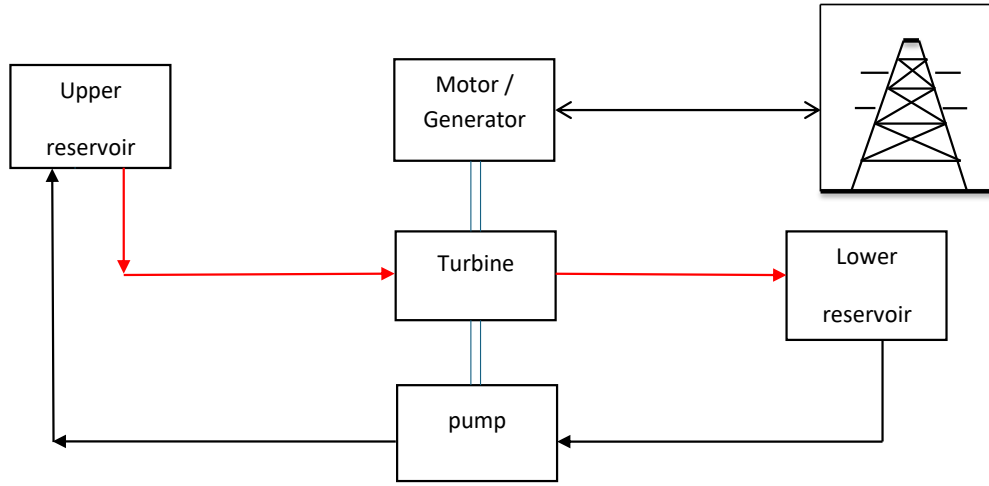 Upper
reservoir
Motor /
Generator
Turbine
Lower
reservoir
pump